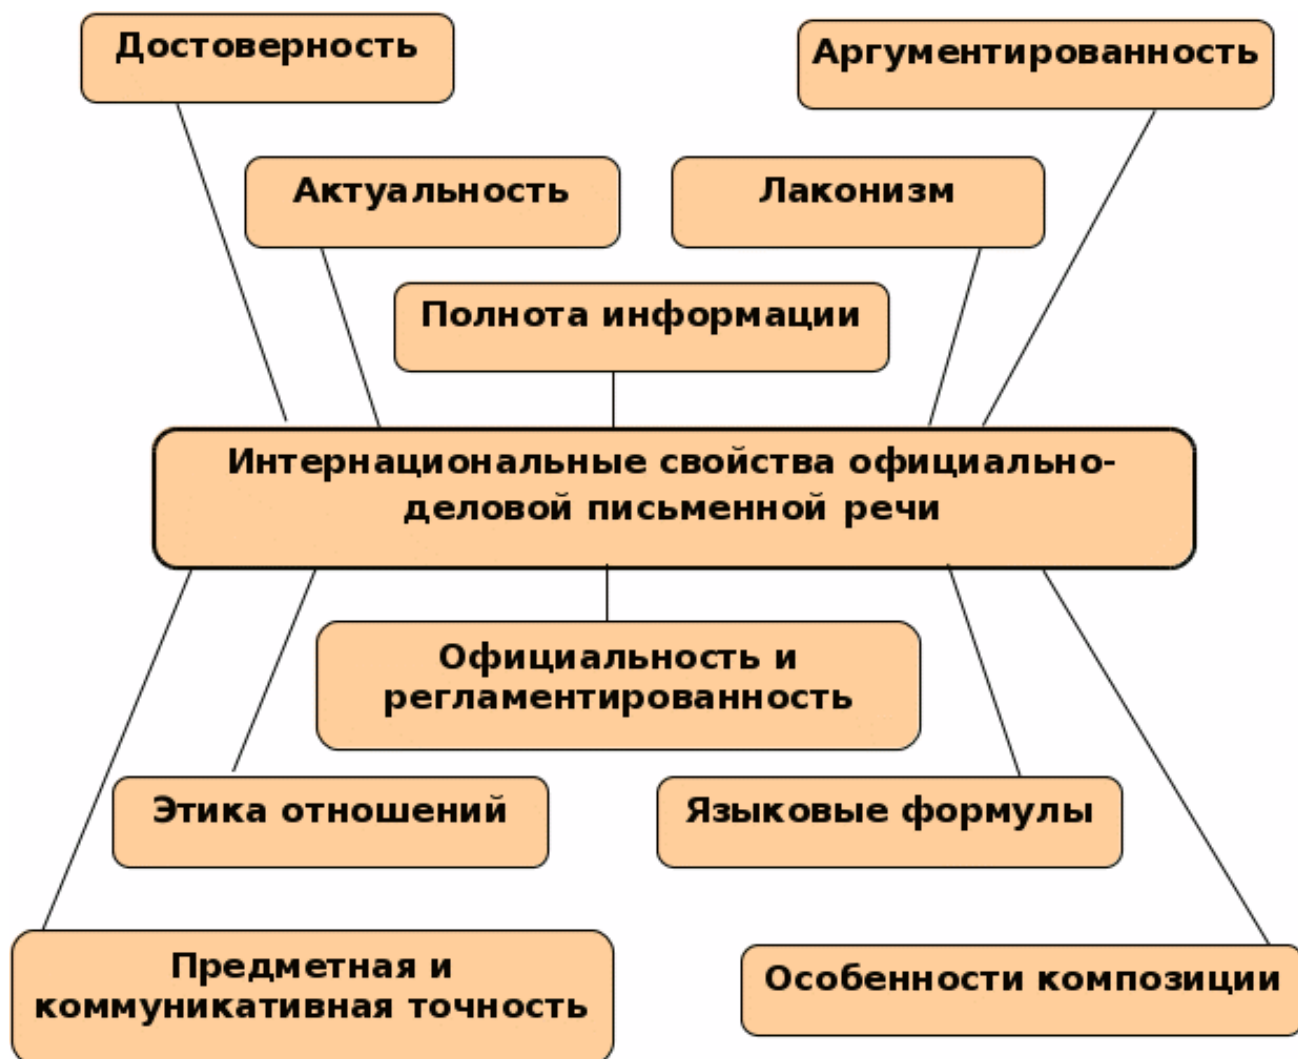 Достоверность
Аргументированность
Актуальность
Лаконизм
Полнота информации
Интернациональные свойства официально-
деловой письменной речи
Официальность и
регламентированность
Этика отношений
Языковые формулы
Предметная и
коммуникативная точность
Особенности композиции